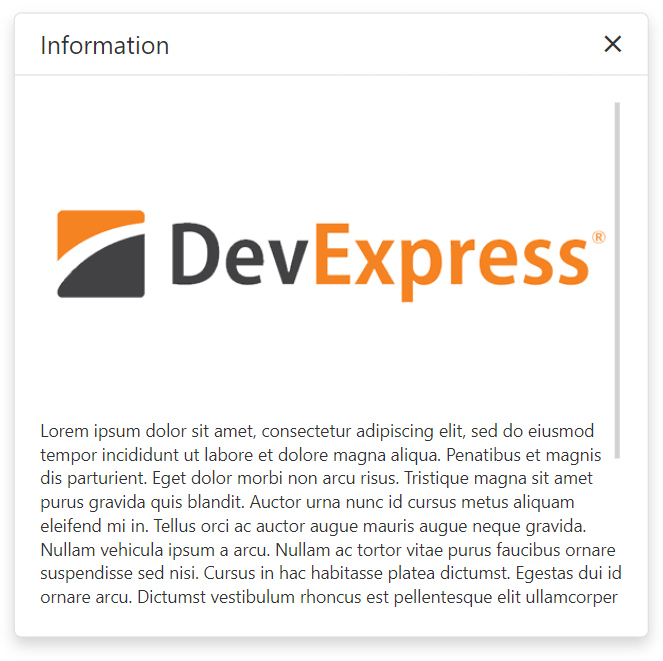 Information
DevExpress®
Lorem ipsum dolor sit amet, consectetur adipiscing elit, sed do eiusmod
tempor incididunt ut labore et dolore magna aliqua. Penatibus et magnis
dis parturient. Eget dolor morbi non arcu risus. Tristique magna sit amet
purus gravida quis blandit. Auctor urna nunc id cursus metus aliquam
eleifend mi in. Tellus orci ac auctor augue mauris augue neque gravida.
Nullam vehicula ipsum a arcu. Nullam ac tortor vitae purus faucibus ornare
suspendisse sed nisi. Cursus in hac habitasse platea dictumst. Egestas dui id
ornare arcu. Dictumst vestibulum rhoncus est pellentesque elit ullamcorper